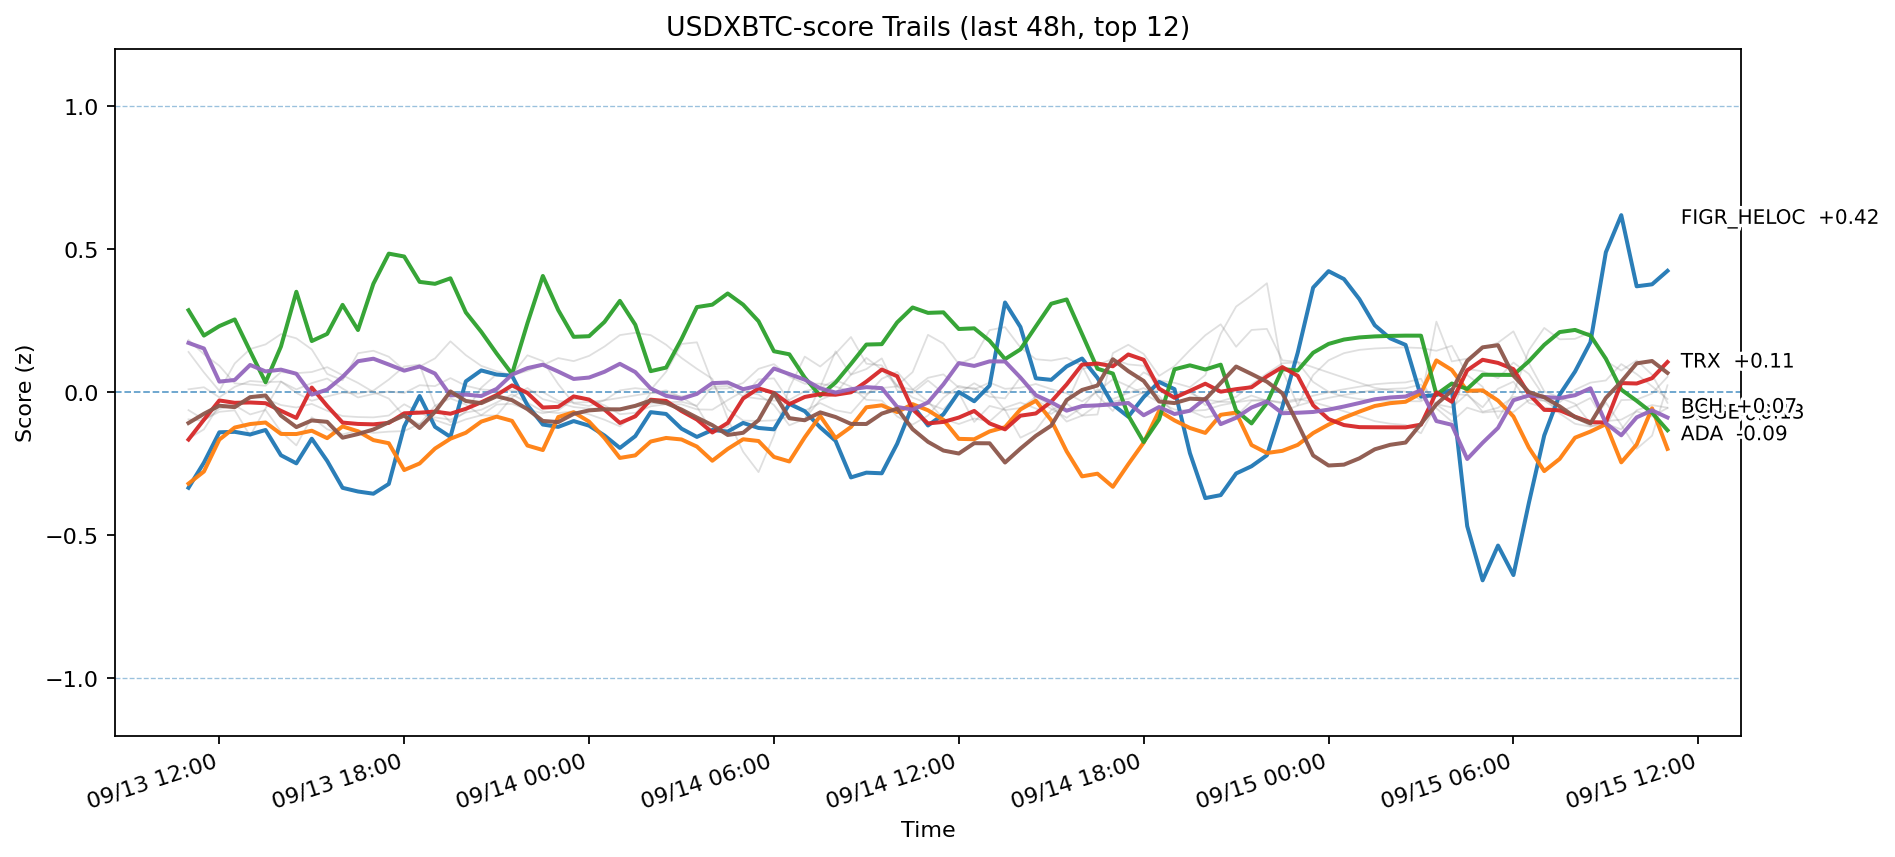 USDXBTC-score Trails (last 48h, top 12)
Score (z)
1.0
0.5
0.0
−0.5
−1.0
FIGR_HELOC +0.42
TRX +0.11
BCH +0.07
DOGE -0.13
ADA -0.09
09/13 12:00
09/13 18:00
09/14 00:00
09/14 06:00
09/14 12:00
09/14 18:00
09/15 00:00
09/15 06:00
09/15 12:00
Time